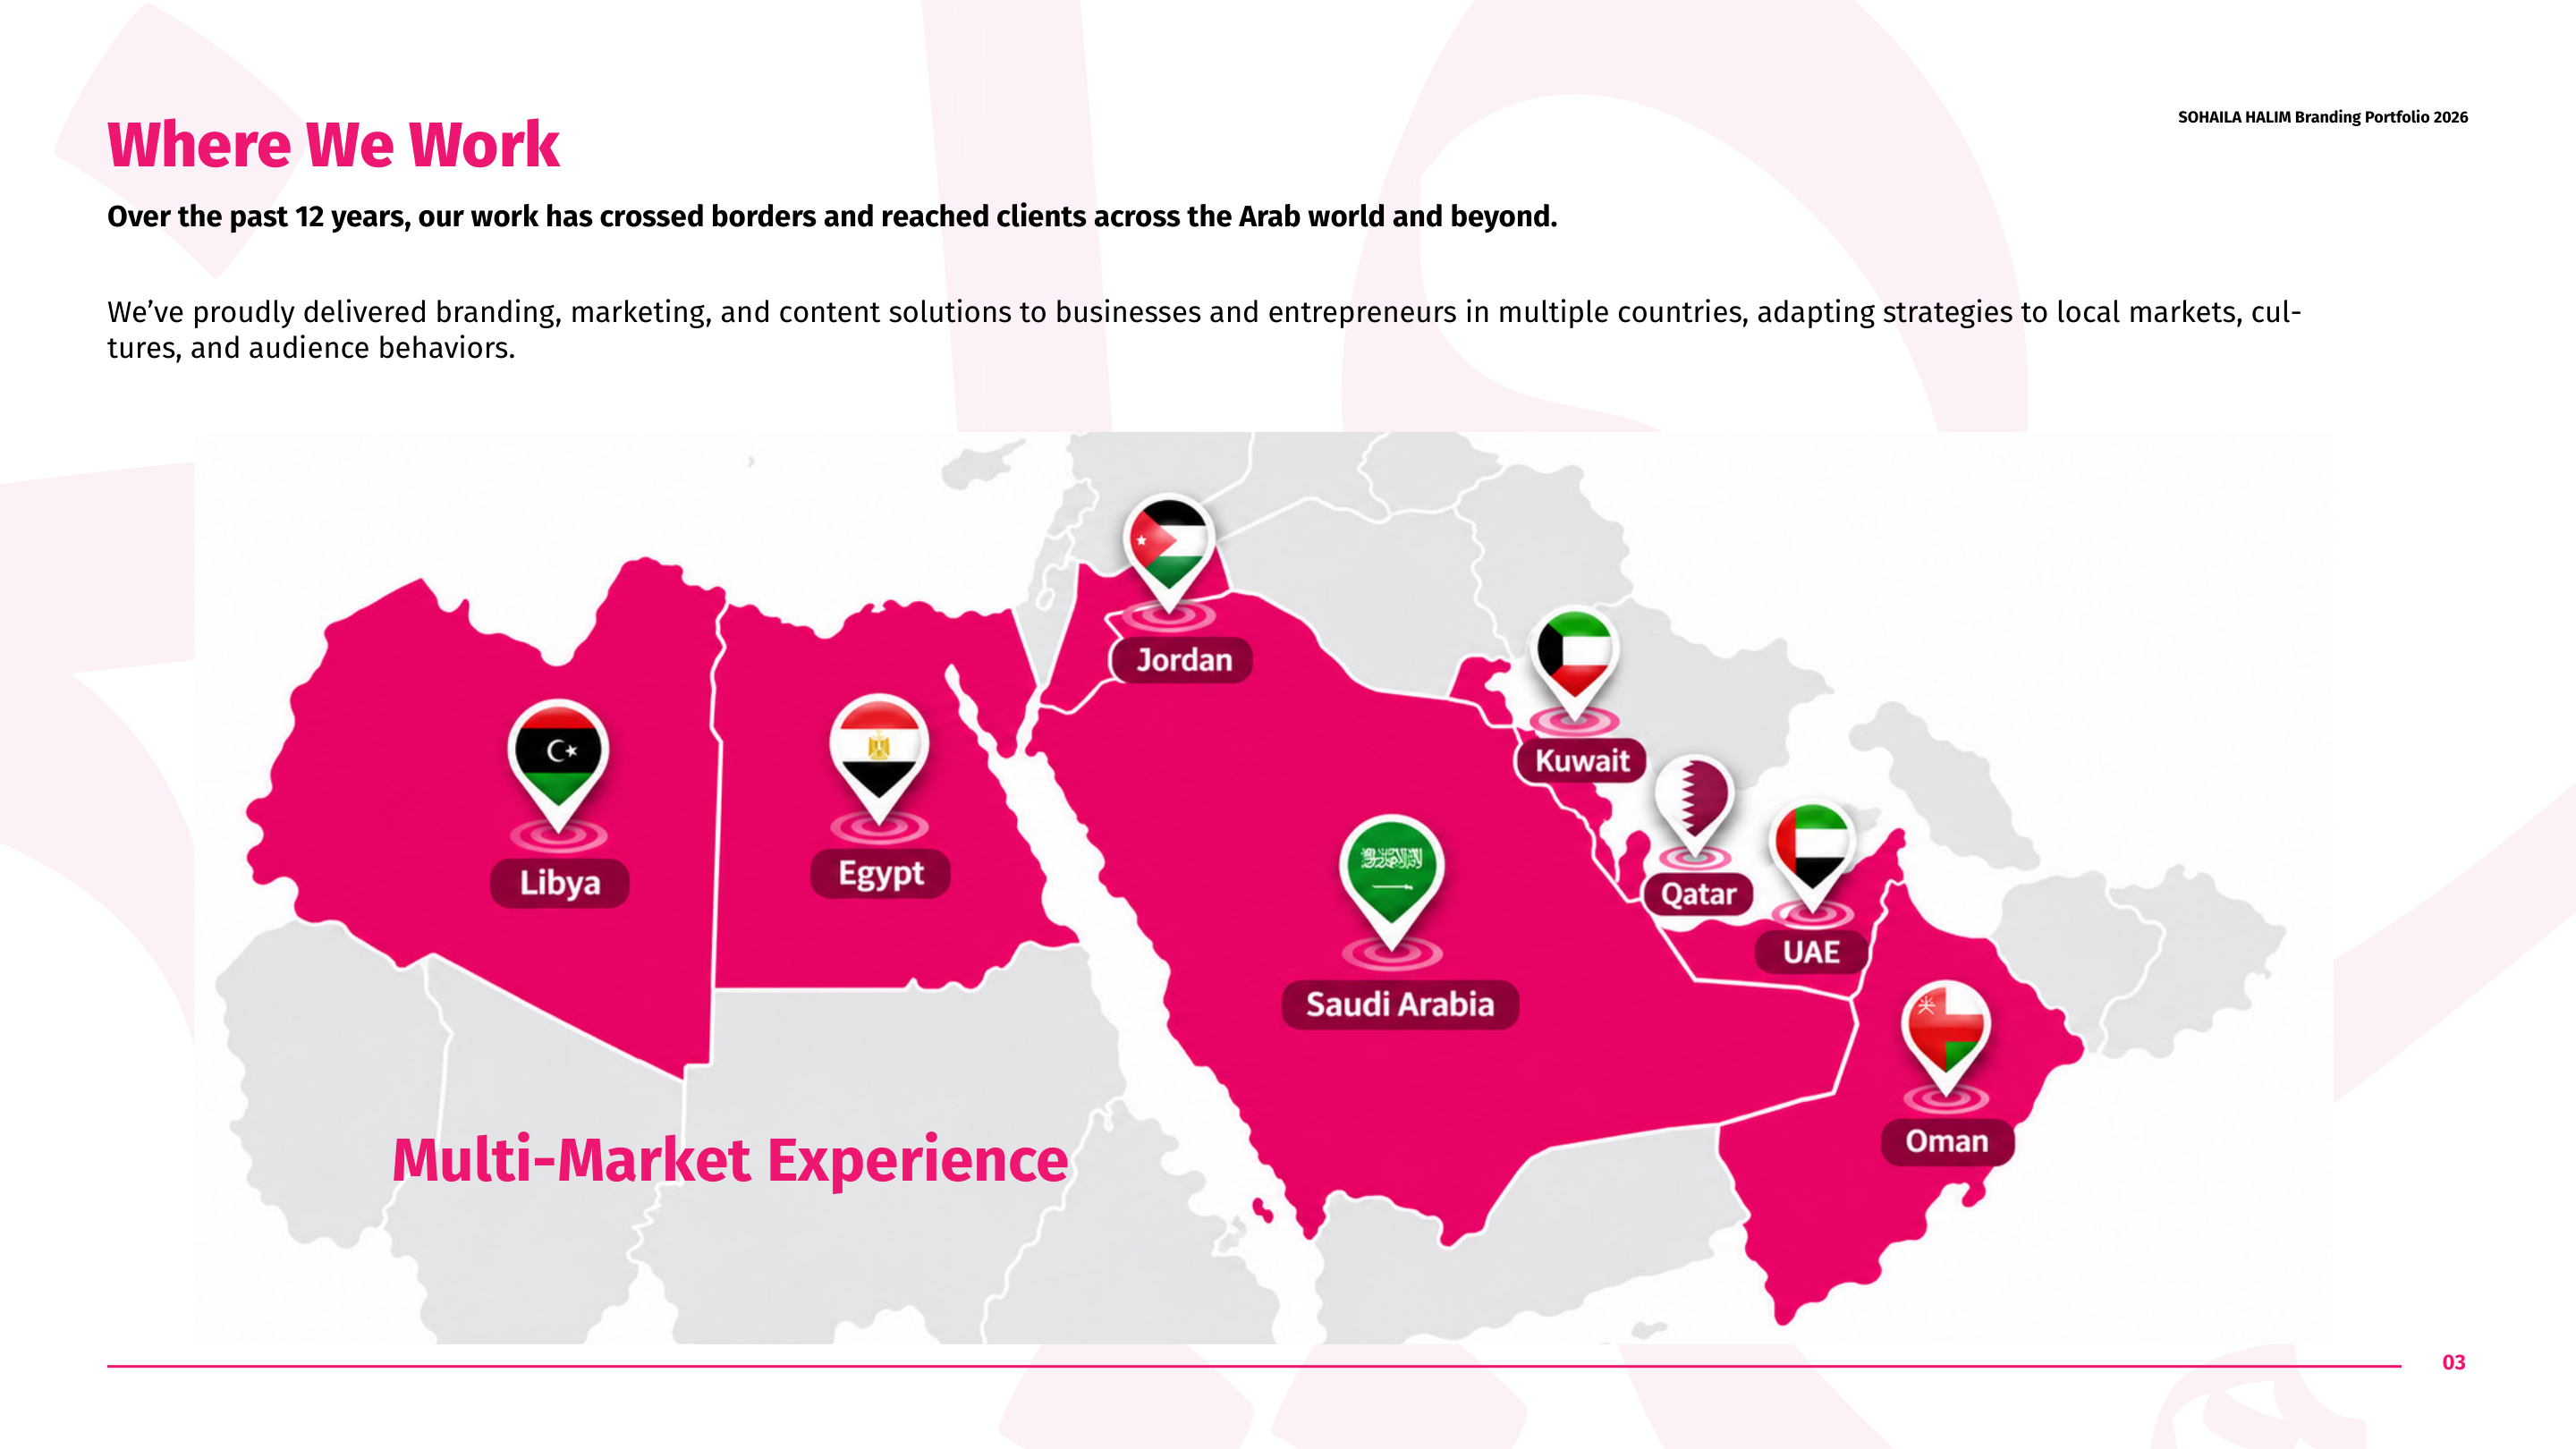 SOHAILA HALIM Branding Portfolio 2026
Where We Work
Over the past 12 years, our work has crossed borders and reached clients across the Arab world and beyond.
We’ve proudly delivered branding, marketing, and content solutions to businesses and entrepreneurs in multiple countries, adapting strategies to local markets, cul-
tures, and audience behaviors.
Jordan
Kuwait
Libya
Egypt
Qatar
UAE
Saudi Arabia
Oman
Multi-Market Experience
03